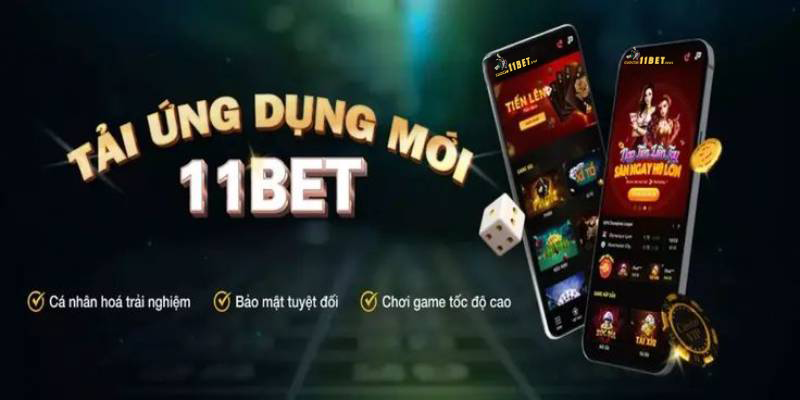 TẢI ỨNG DỤNG MỚI
11BET
Cá nhân hoá trải nghiệm
Bảo mật tuyệt đối
Chơi game tốc độ cao
11BET
TIẾN LÊN
11BET
SĂN NGAY HŨ LỚN
TÀI XỈU
VIP